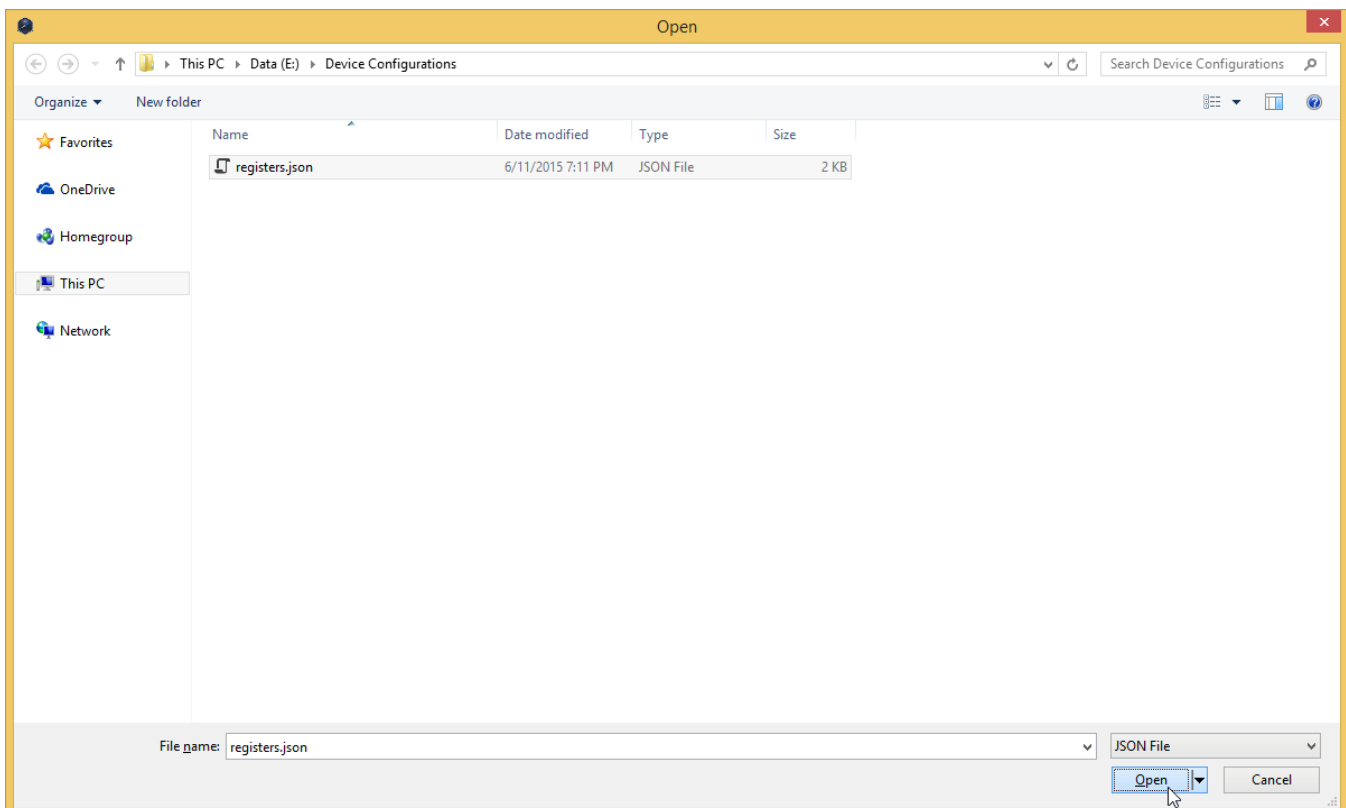 Open
This PC Data (E:) Device Configurations
Search Device Configurations
Organize New folder
Favorites
OneDrive
Homegroup
This PC
Network
Name Date modified Type Size
registers.json 6/11/2015 7:11 PM JSON File 2 KB
File name: registers.json JSON File
Open Cancel